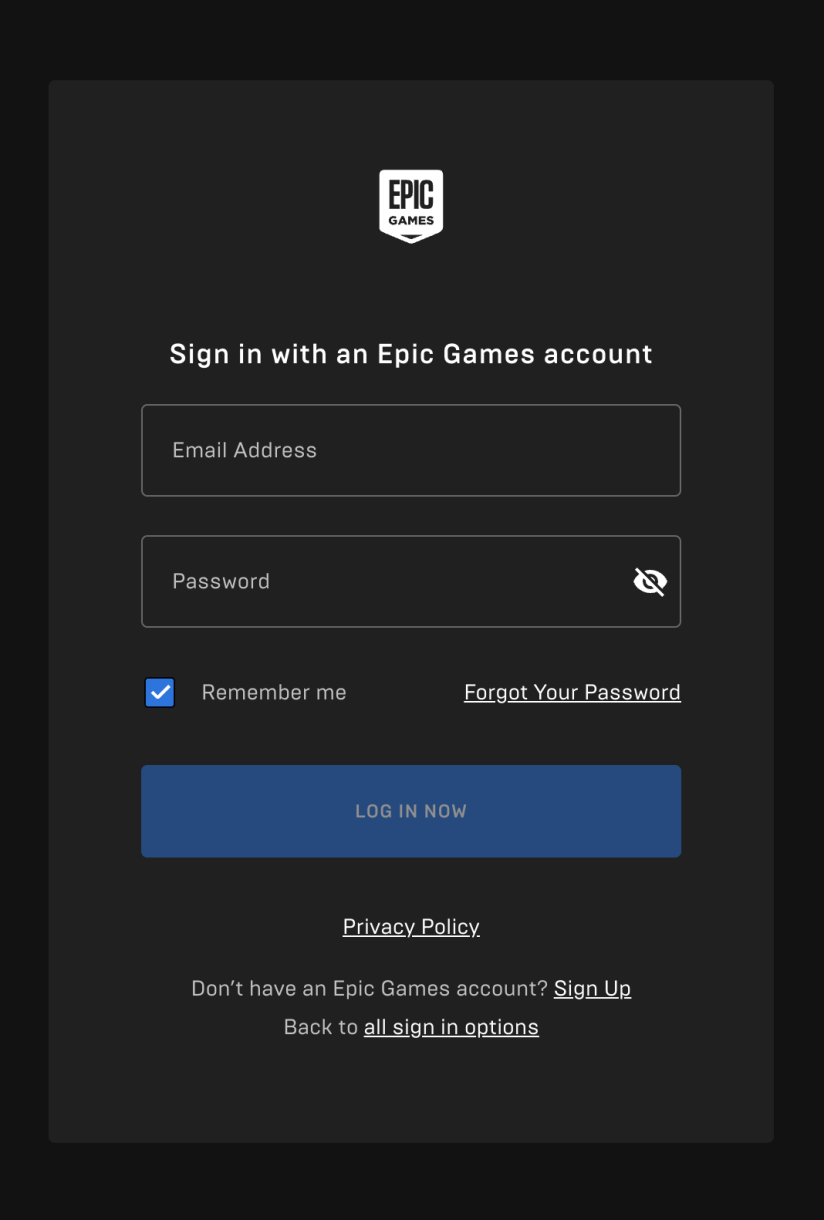 EPIC
GAMES
Sign in with an Epic Games account
Email Address
Password
Remember me
Forgot Your Password
LOG IN NOW
Privacy Policy
Don’t have an Epic Games account? Sign Up
Back to all sign in options